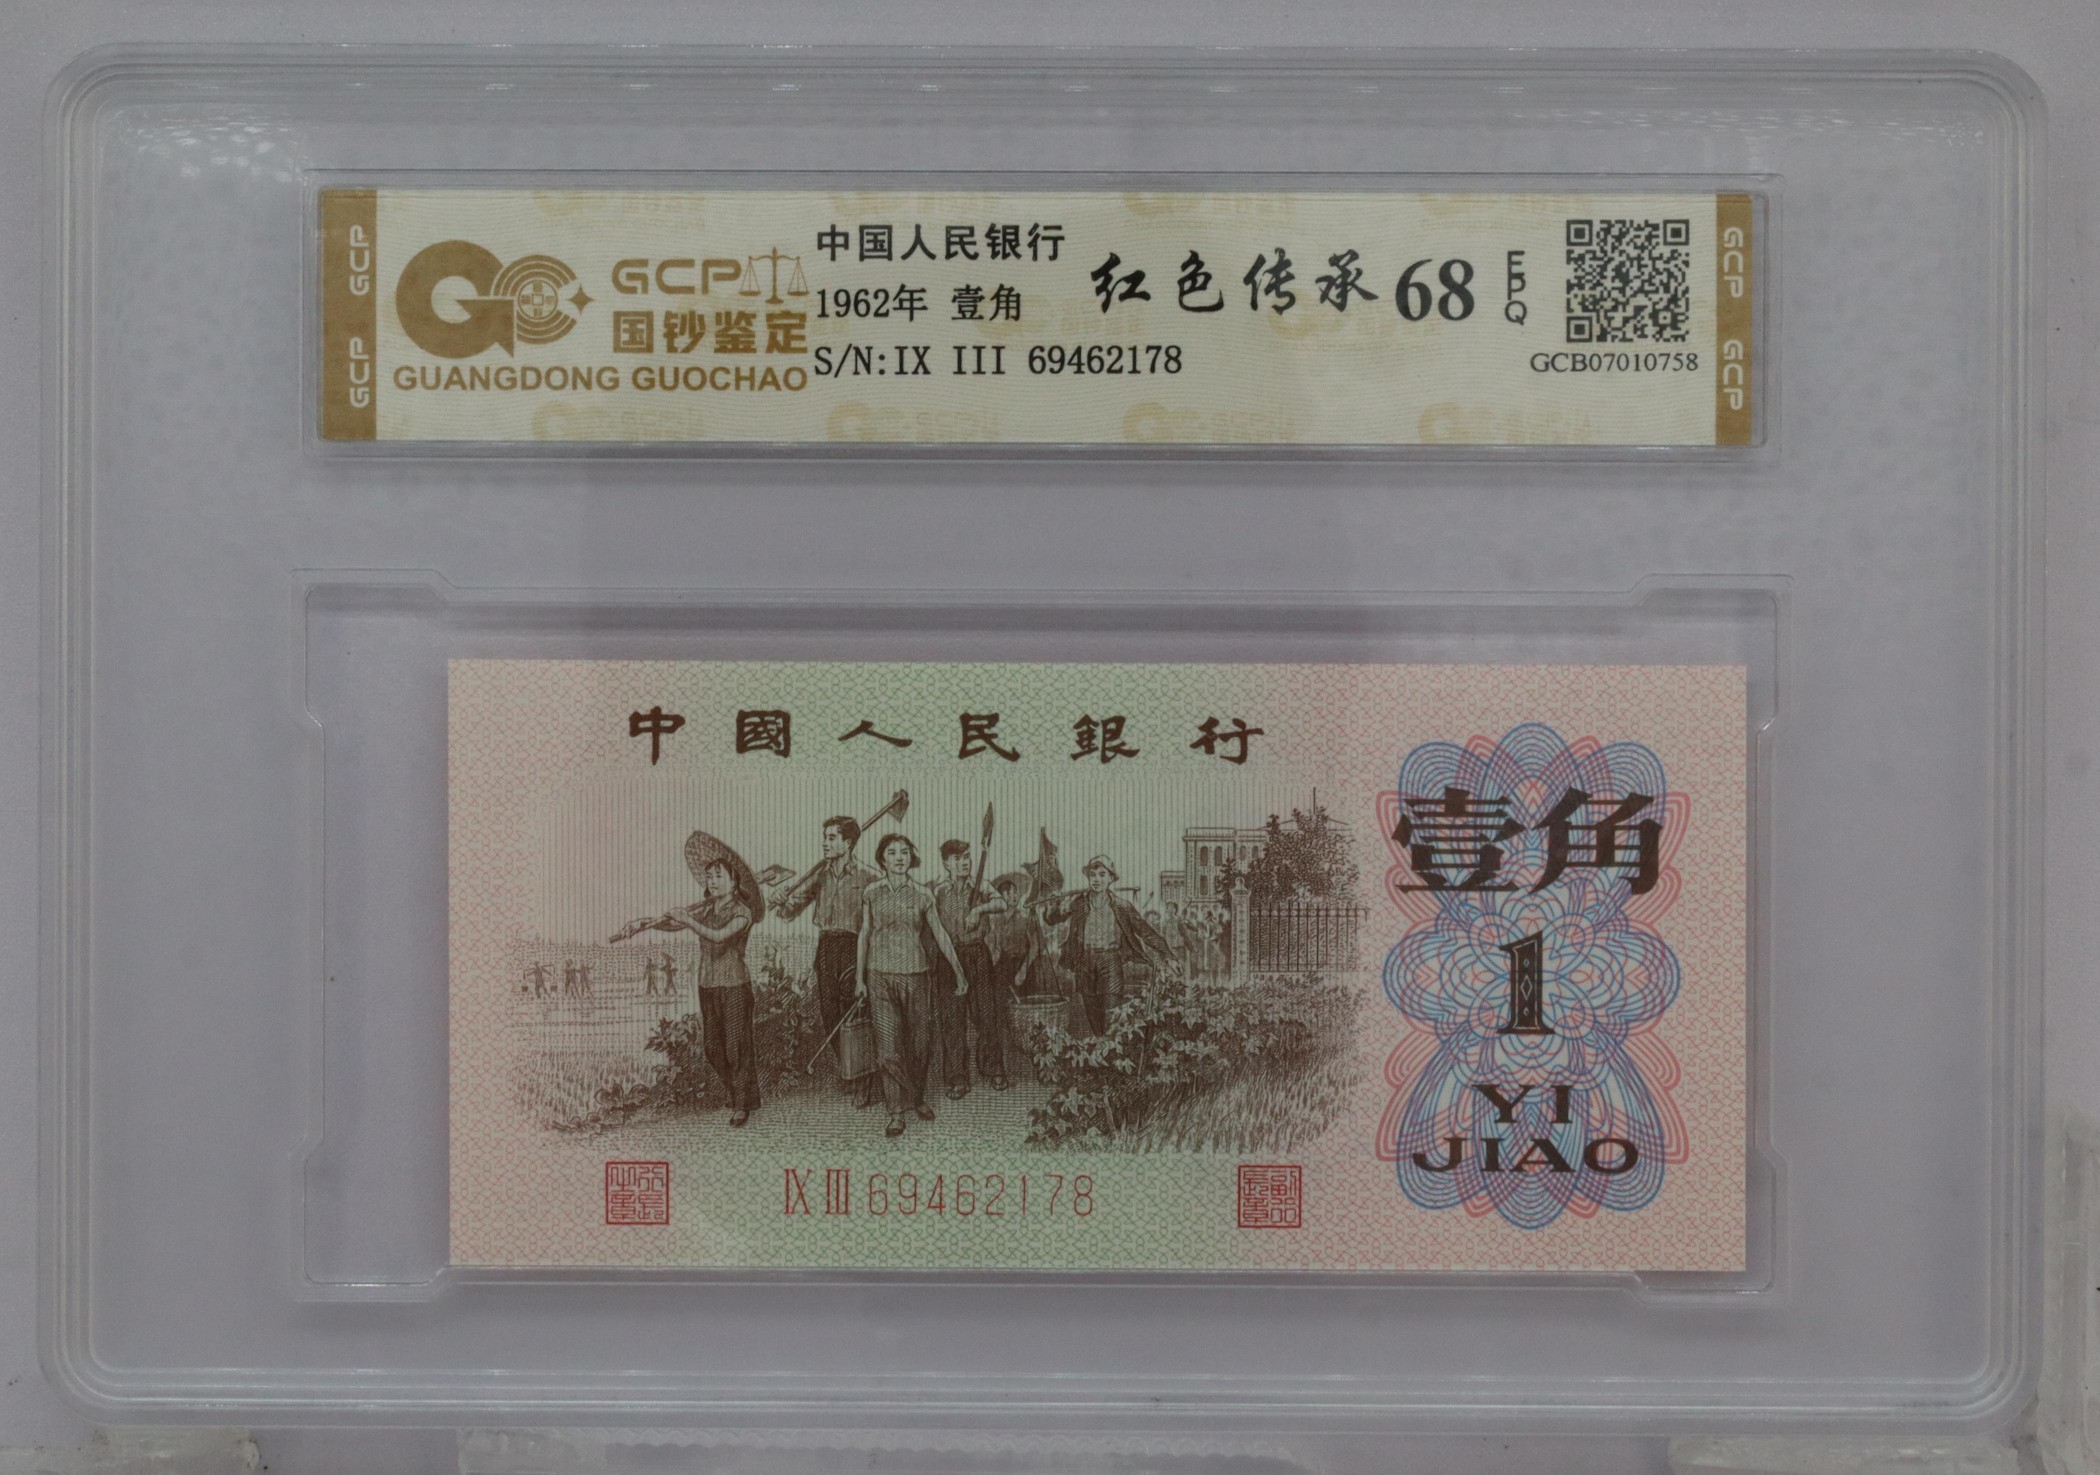 GCP
GCP
GCP
国钞鉴定
GUANGDONG GUOCHAO
中国人民银行
1962年 壹角
S/N:IX III 69462178
红色传承
68
EPQ
GCB07010758
GCP
GCP
中國人民銀行
壹角
1
YI
JIAO
IX III 69462178